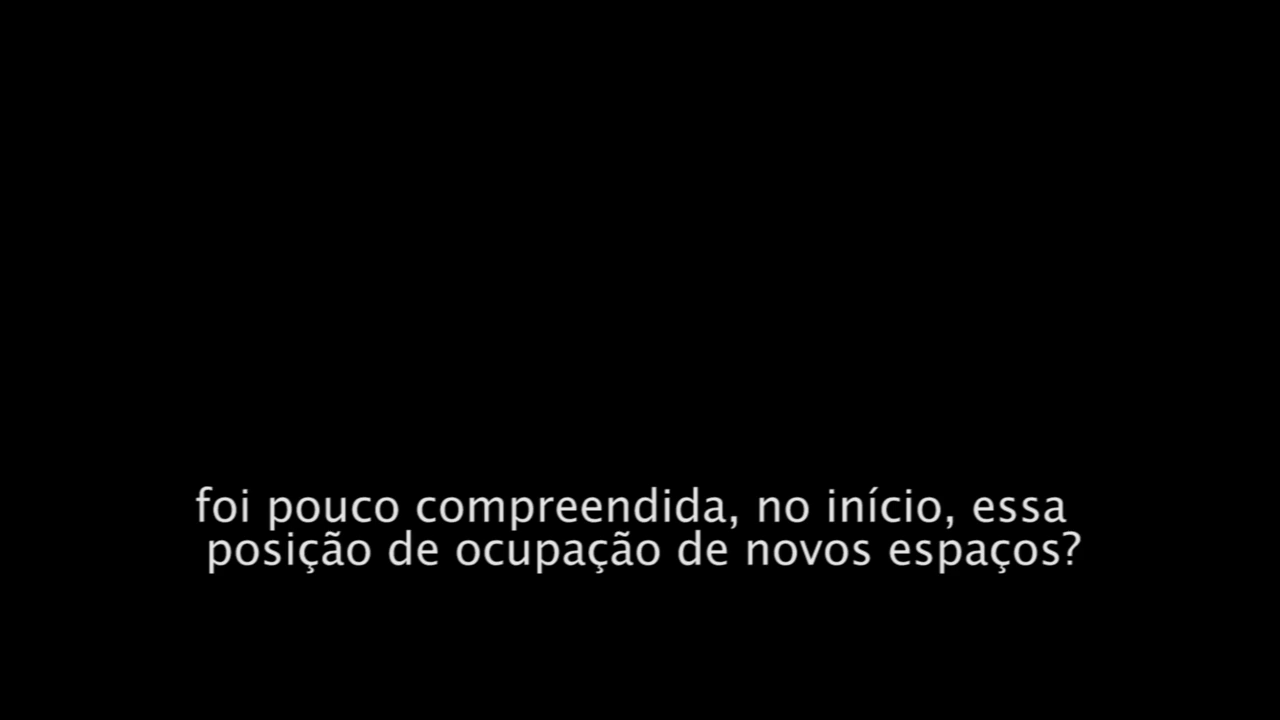 foi pouco compreendida, no início, essa
posição de ocupação de novos espaços?